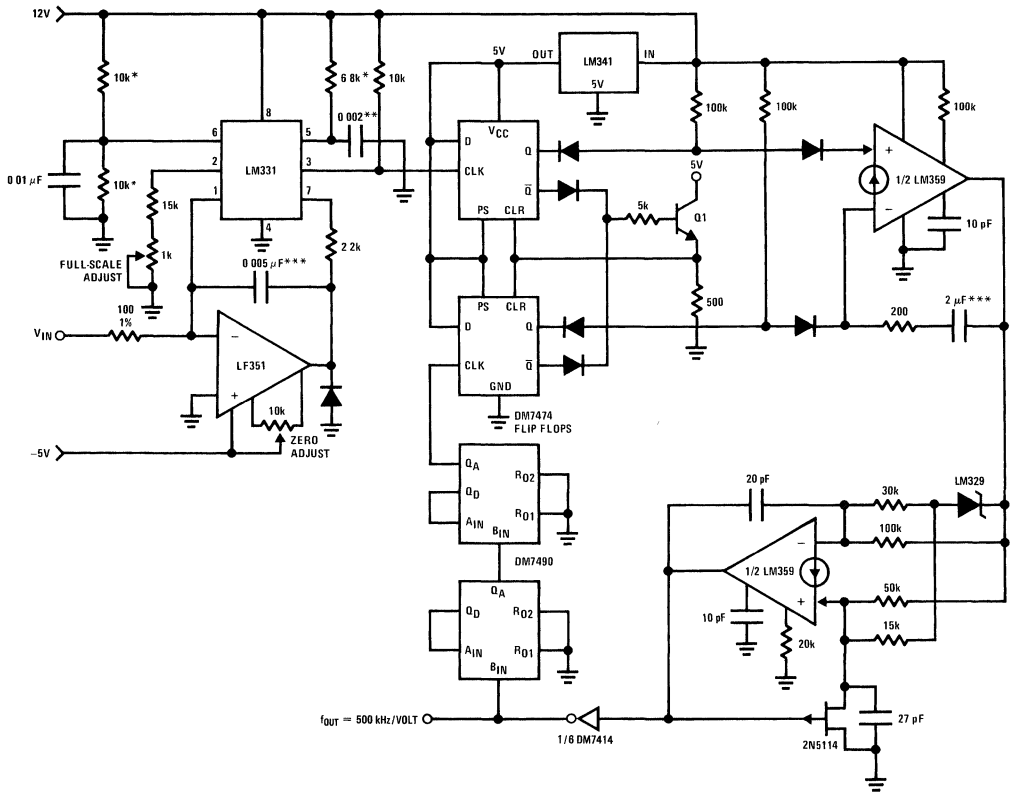 12V
10k*
10k*
0 01 μF
6
2
1
8
LM331
5
3
7
4
6 8k*
10k
0 002**
15k
1k
FULL-SCALE
ADJUST
2 2k
0 005 μF***
VIN
100
1%
−
LF351
+
10k
ZERO
ADJUST
−5V
5V
OUT
LM341
IN
5V
VCC
D
Q
CLK
Q̅
PS
CLR
100k
100k
100k
5V
5k
Q1
500
+
1/2 LM359
−
10 pF
200
2 μF***
PS
CLR
D
Q
CLK
Q̅
GND
DM7474
FLIP FLOPS
QA
QD
AIN
BIN
RO2
RO1
DM7490
QA
QD
AIN
BIN
RO2
RO1
20 pF
30k
LM329
100k
−
1/2 LM359
+
50k
15k
10 pF
20k
27 pF
2N5114
fOUT = 500 kHz/VOLT
1/6 DM7414